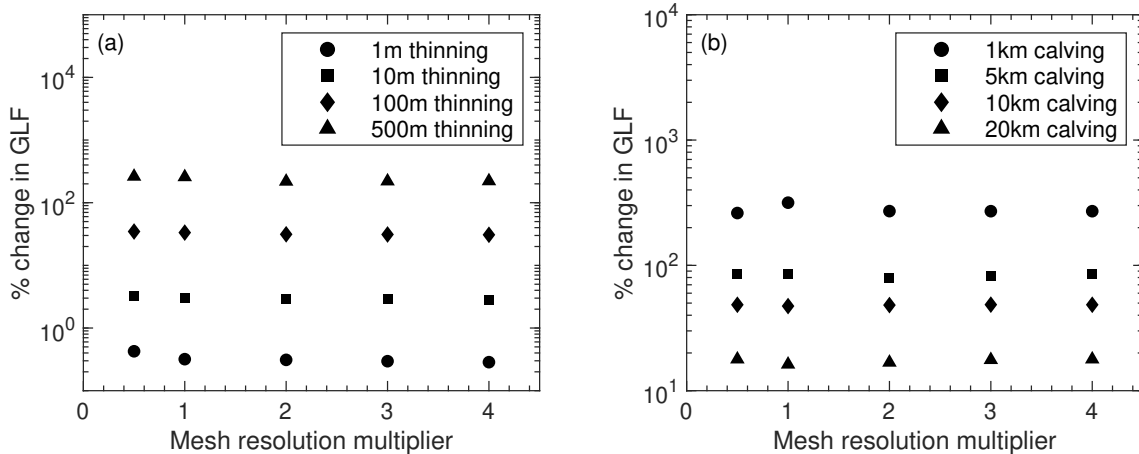 (a)
1m thinning
10m thinning
100m thinning
500m thinning
% change in GLF
10^4
10^2
10^0
0 1 2 3 4
Mesh resolution multiplier
(b)
1km calving
5km calving
10km calving
20km calving
% change in GLF
10^4
10^3
10^2
10^1
0 1 2 3 4
Mesh resolution multiplier